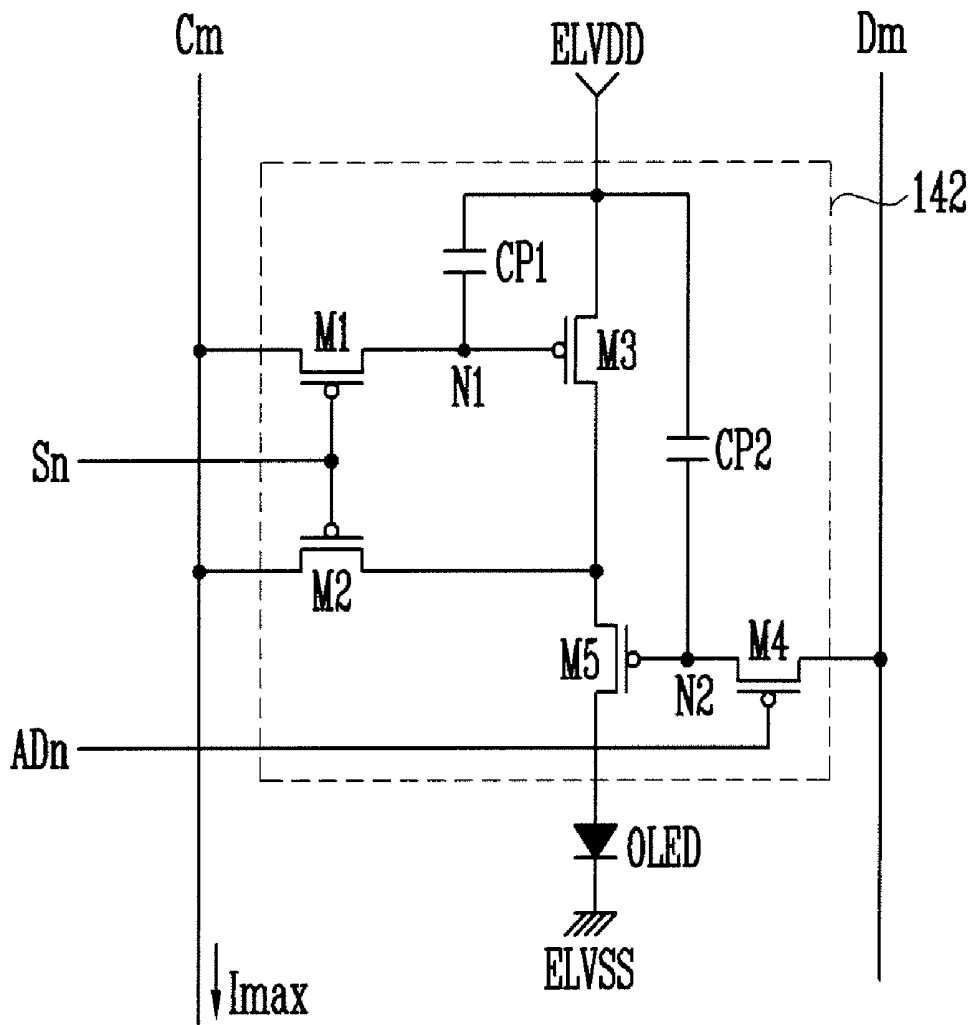 Cm
ELVDD
Dm
142
CP1
M1
M3
N1
CP2
Sn
M2
M4
M5
N2
ADn
OLED
ELVSS
Imax